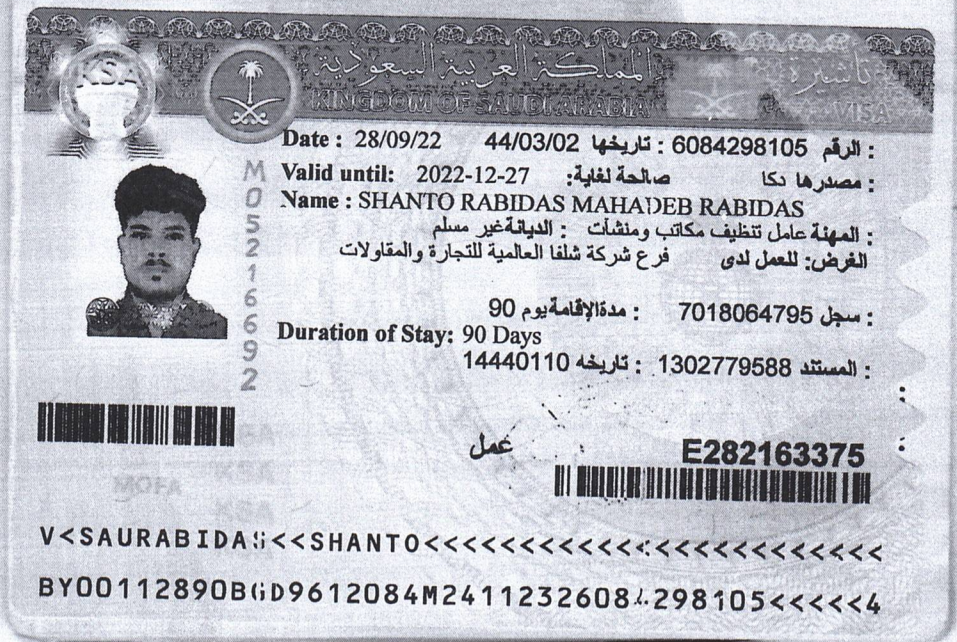 المملكة العربية السعودية
KINGDOM OF SAUDI ARABIA
تأشيرة
VISA
KSA
Date : 28/09/22 44/03/02 تاريخها : 6084298105 الرقم :
Valid until: 2022-12-27 صالحة لغاية: مصدرها دكا :
Name : SHANTO RABIDAS MAHADEB RABIDAS
المهنة عامل تنظيف مكاتب ومنشآت : الديانة غير مسلم :
الغرض: للعمل لدى فرع شركة شلفا العالمية للتجارة والمقاولات
سجل 7018064795 : مدة الإقامة يوم 90 :
Duration of Stay: 90 Days
المستند 1302779588 : تاريخه 14440110 :
M05216692
عمل
E282163375
MOFA
KSA
KSA
V<SAURABIDAS<<SHANTO<<<<<<<<<<<<<<<<<<<<<<<<
BY00112890BGD9612084M24112326084298105<<<<<4